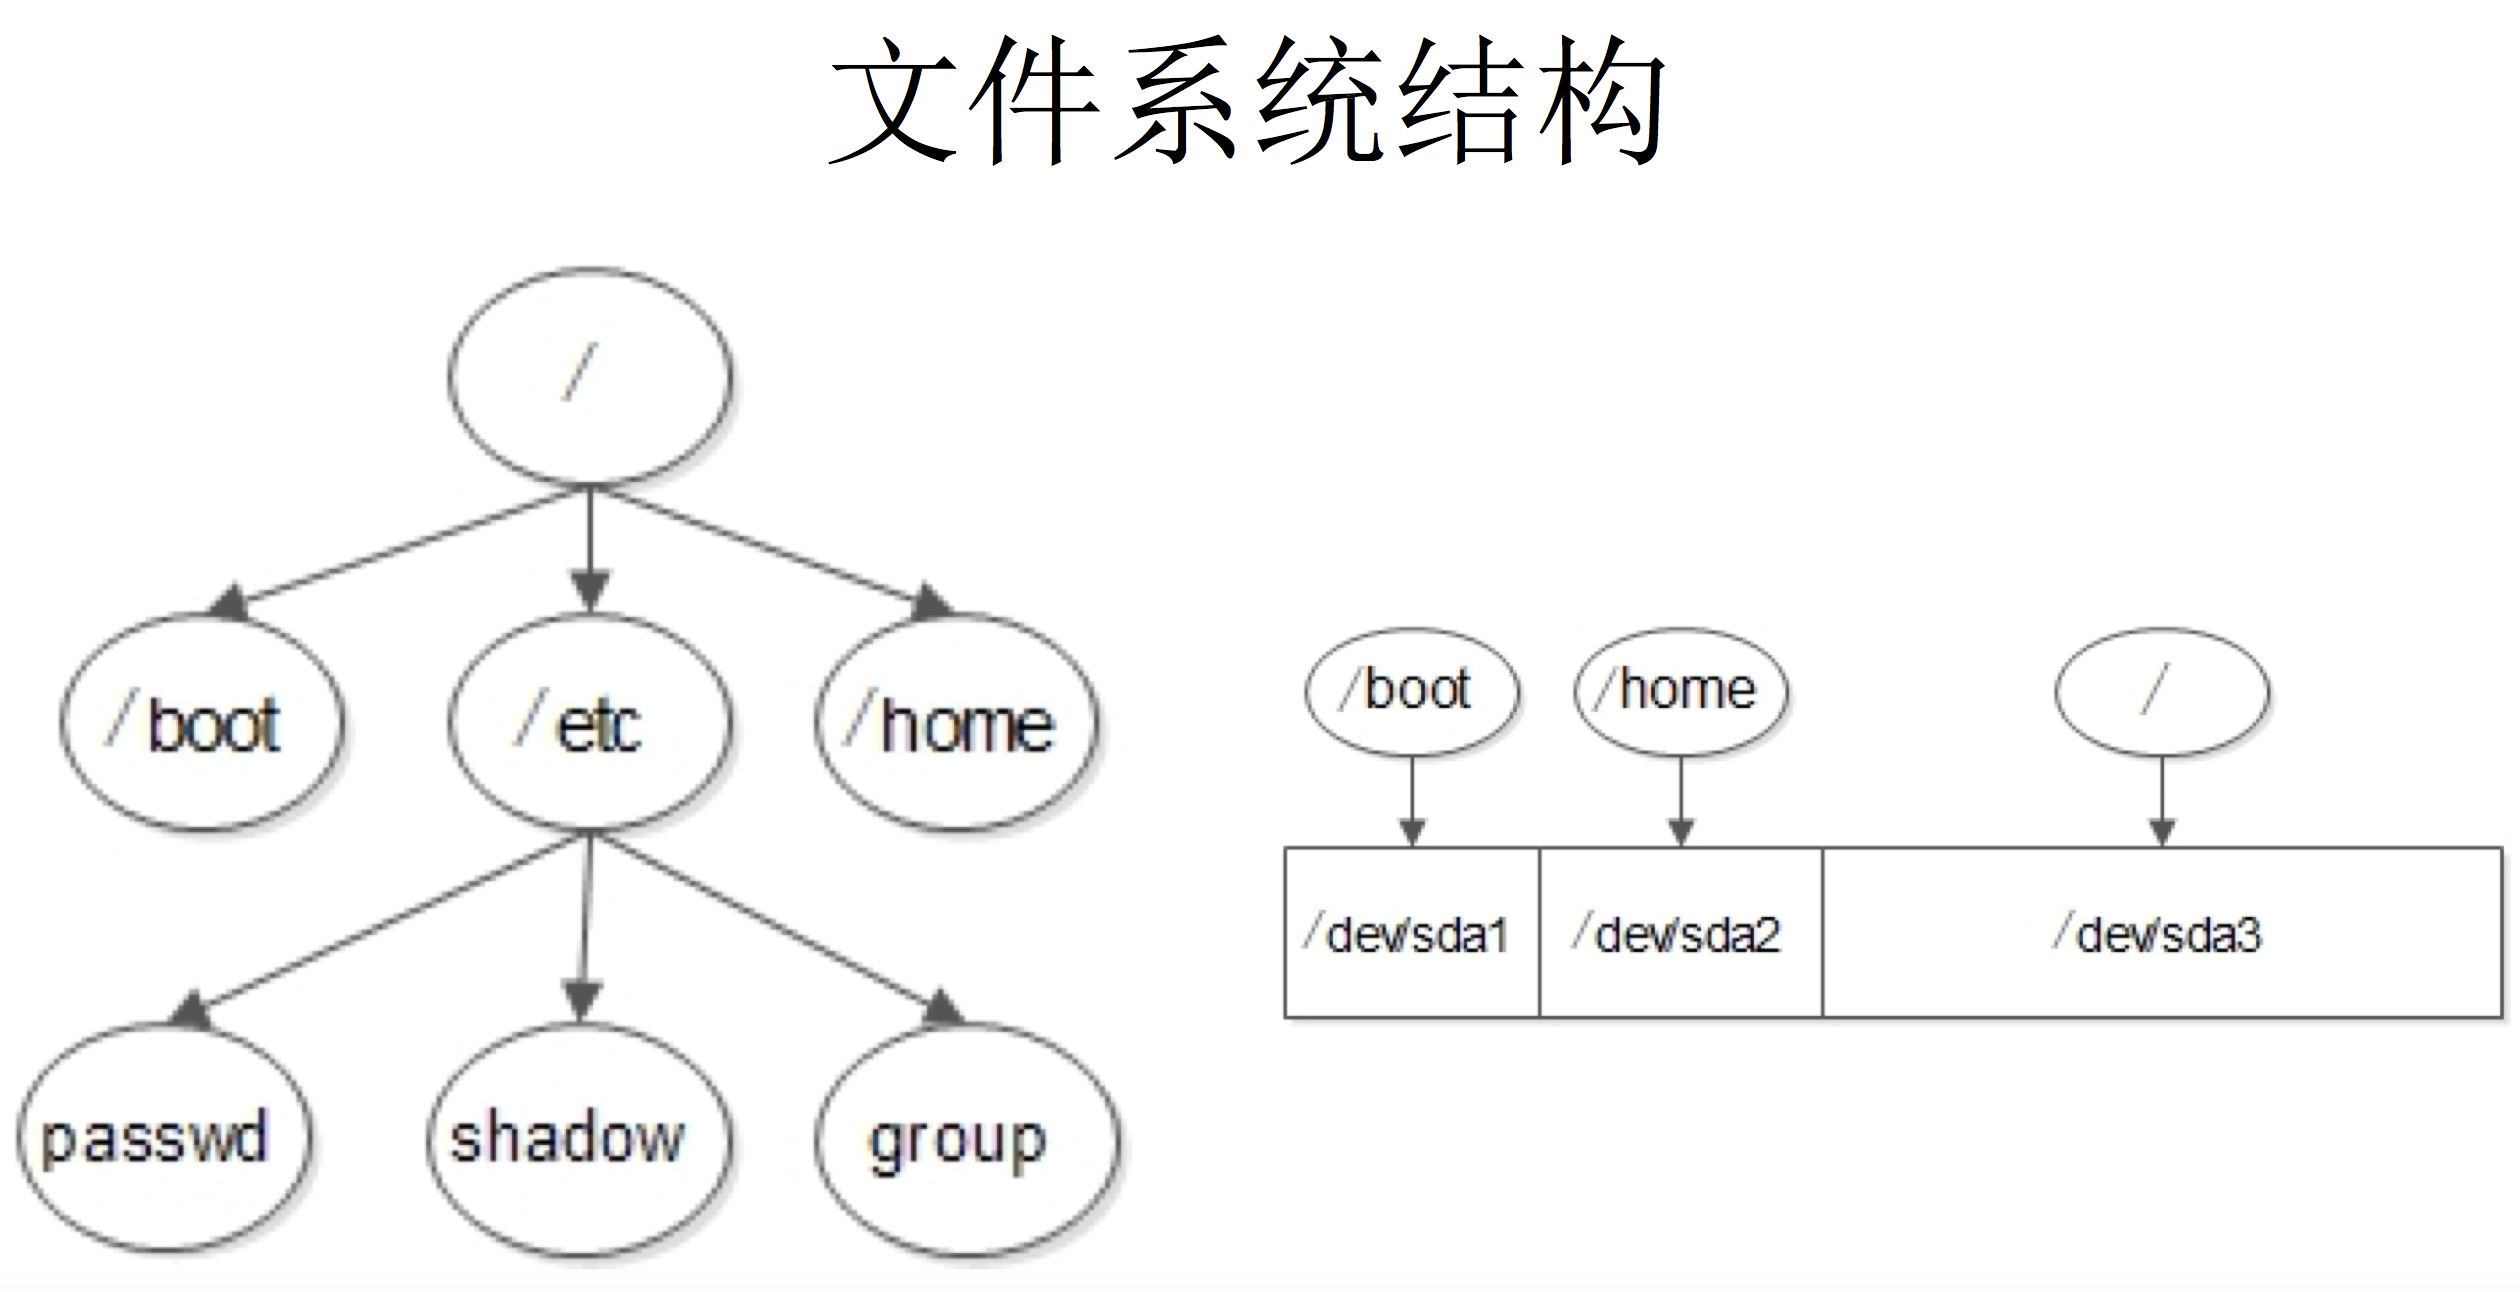 文件系统结构
/
/boot /etc /home
passwd shadow group
/boot /home /
/dev/sda1 /dev/sda2 /dev/sda3